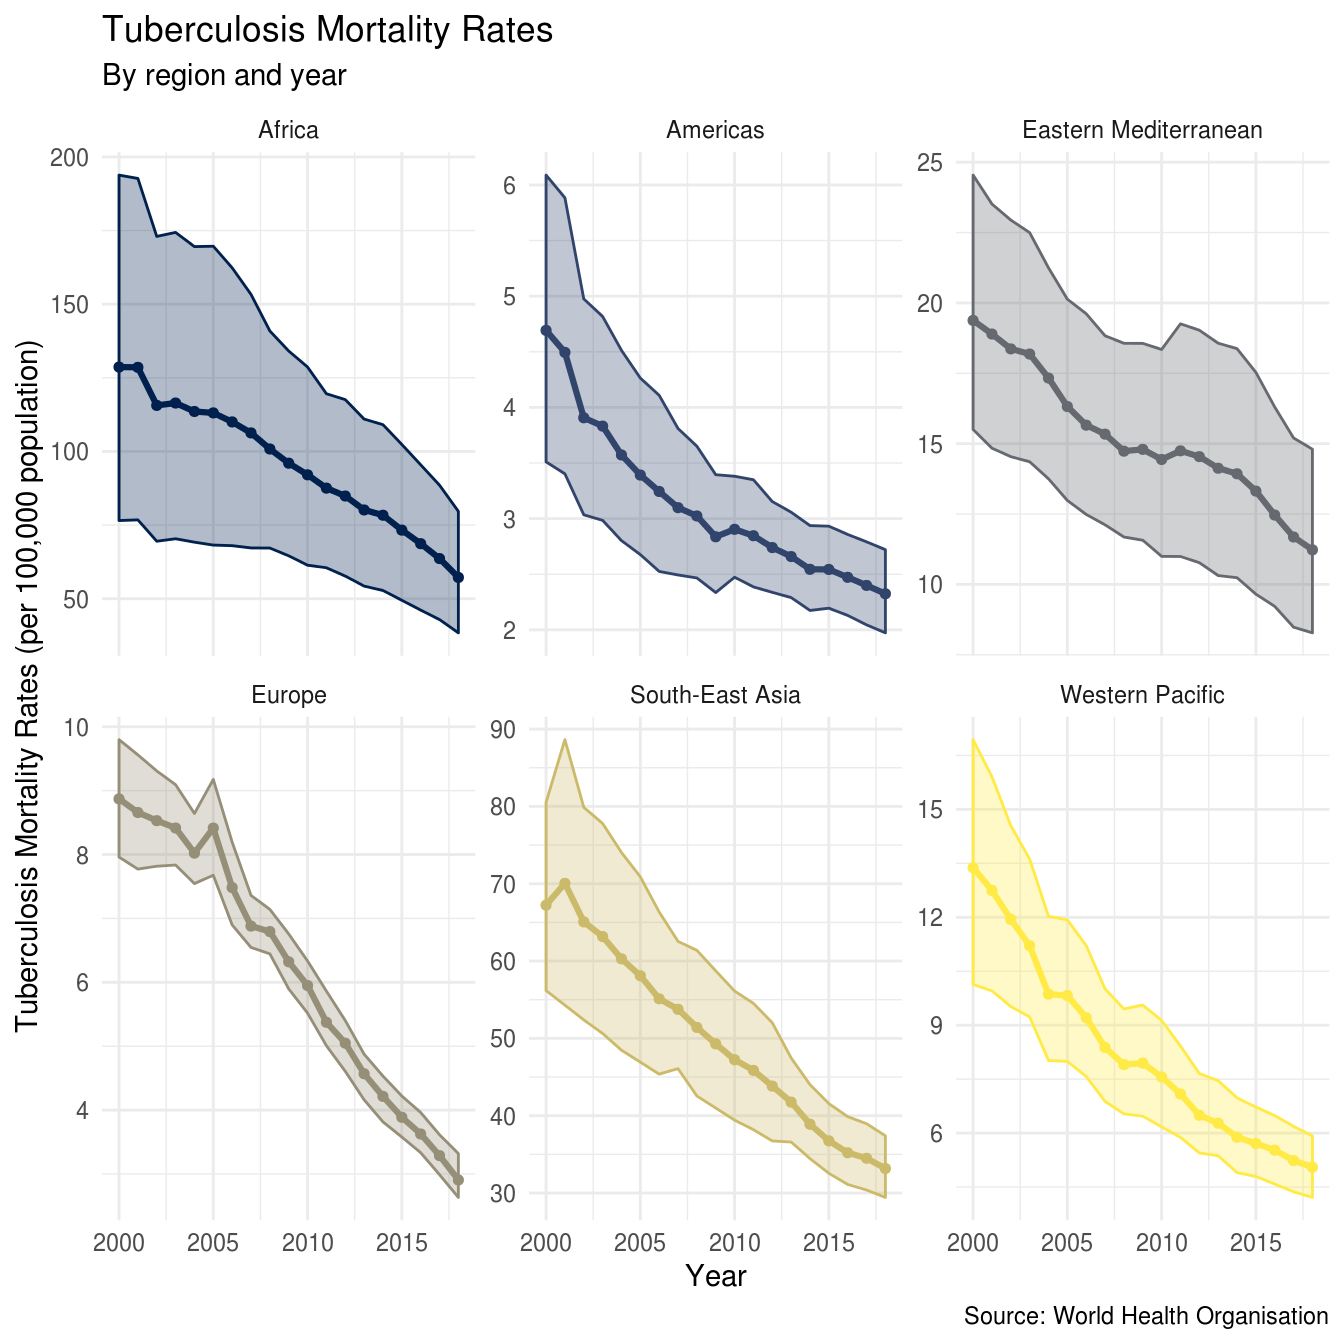 Tuberculosis Mortality Rates
By region and year
Tuberculosis Mortality Rates (per 100,000 population)
Africa
200
150
100
50
Americas
6
5
4
3
2
Eastern Mediterranean
25
20
15
10
Europe
10
8
6
4
2000 2005 2010 2015
South-East Asia
90
80
70
60
50
40
30
2000 2005 2010 2015
Western Pacific
15
12
9
6
2000 2005 2010 2015
Year
Source: World Health Organisation